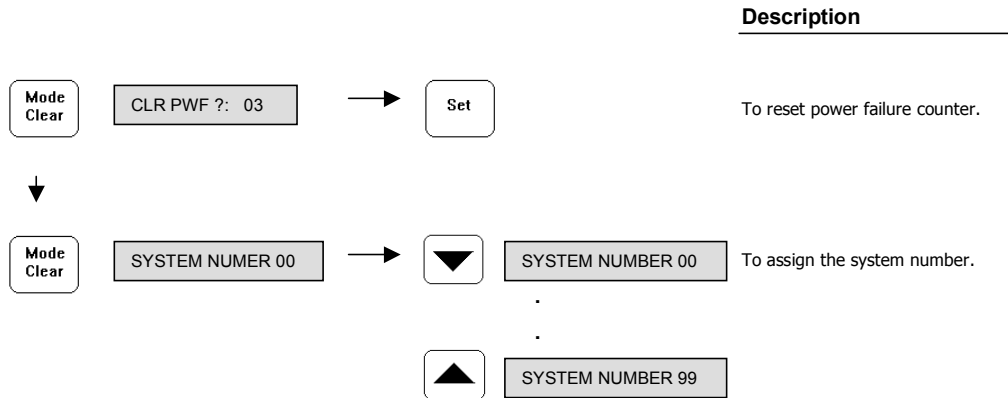 Description
Mode
Clear
CLR PWF ?: 03
Set
To reset power failure counter.
Mode
Clear
SYSTEM NUMER 00
SYSTEM NUMBER 00
To assign the system number.
.
.
SYSTEM NUMBER 99